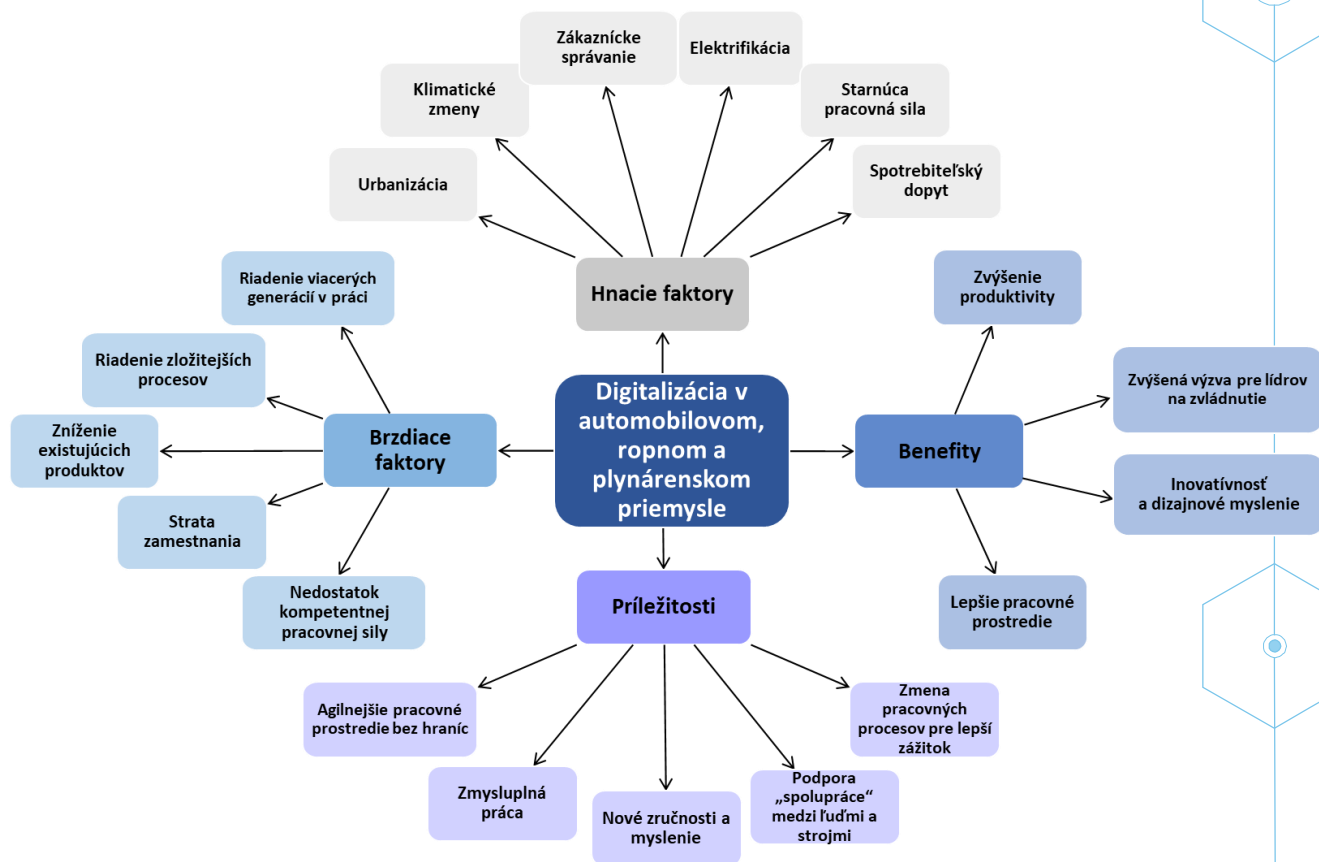 Zákaznícke
správanie
Elektrifikácia
Klimatické
zmeny
Starnúca
pracovná sila
Urbanizácia
Spotrebiteľský
dopyt
Hnacie faktory
Riadenie viacerých
generácií v práci
Riadenie zložitejších
procesov
Zníženie
existujúcich
produktov
Strata
zamestnania
Nedostatok
kompetentnej
pracovnej sily
Brzdiace
faktory
Digitalizácia v
automobilovom,
ropnom a
plynárenskom
priemysle
Benefity
Zvýšenie
produktivity
Zvýšená výzva pre lídrov
na zvládnutie
Inovatívnosť
a dizajnové myslenie
Lepšie pracovné
prostredie
Príležitosti
Agilnejšie pracovné
prostredie bez hraníc
Zmysluplná
práca
Nové zručnosti a
myslenie
Podpora
„spolupráce“
medzi ľuďmi a
strojmi
Zmena
pracovných
procesov pre lepší
zážitok